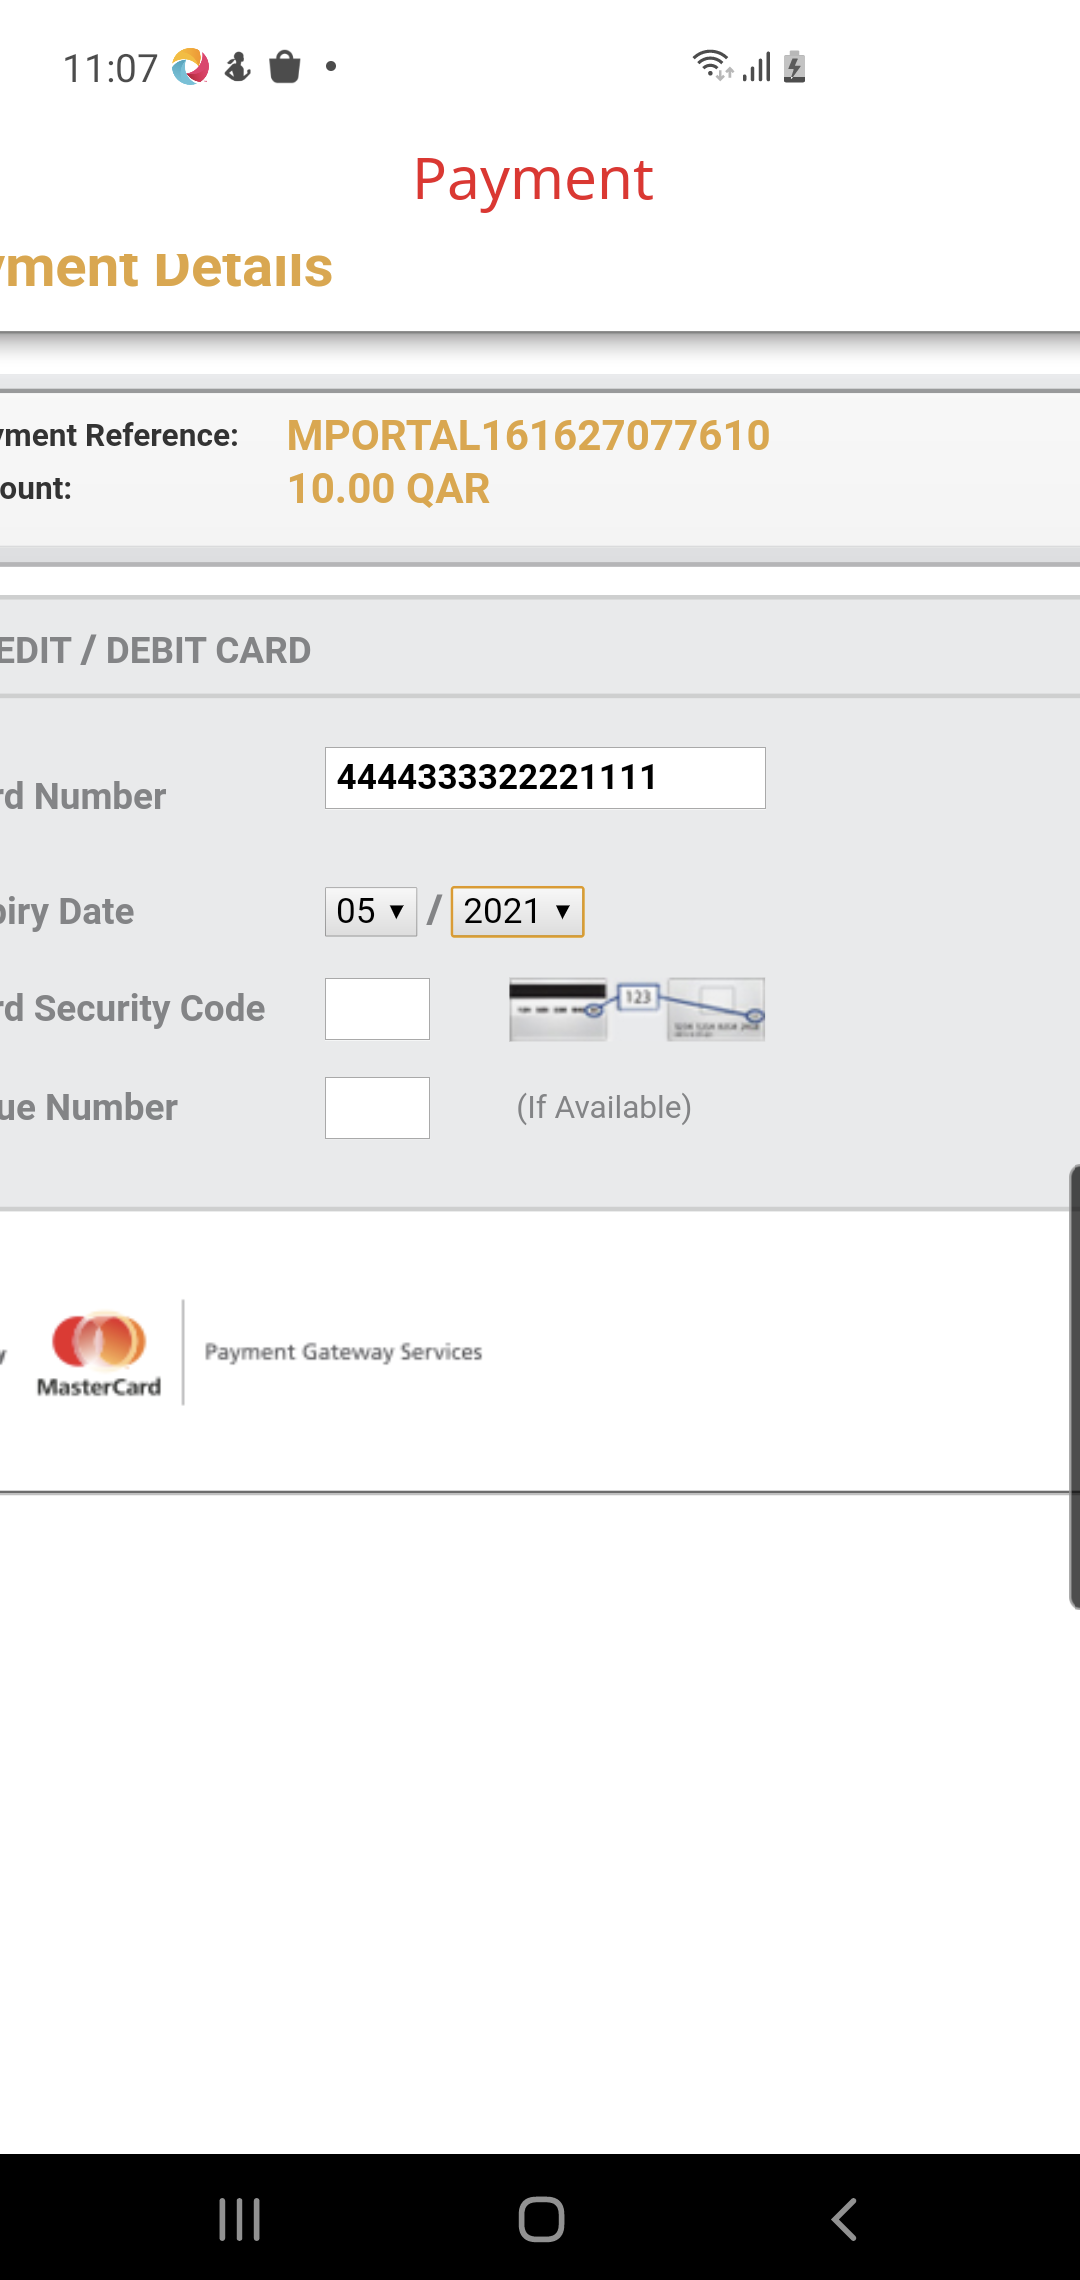 11:07
Payment
yment Details
yment Reference: MPORTAL161627077610
ount: 10.00 QAR
EDIT / DEBIT CARD
rd Number 4444333322221111
piry Date 05 / 2021
rd Security Code 123
ue Number (If Available)
y MasterCard Payment Gateway Services